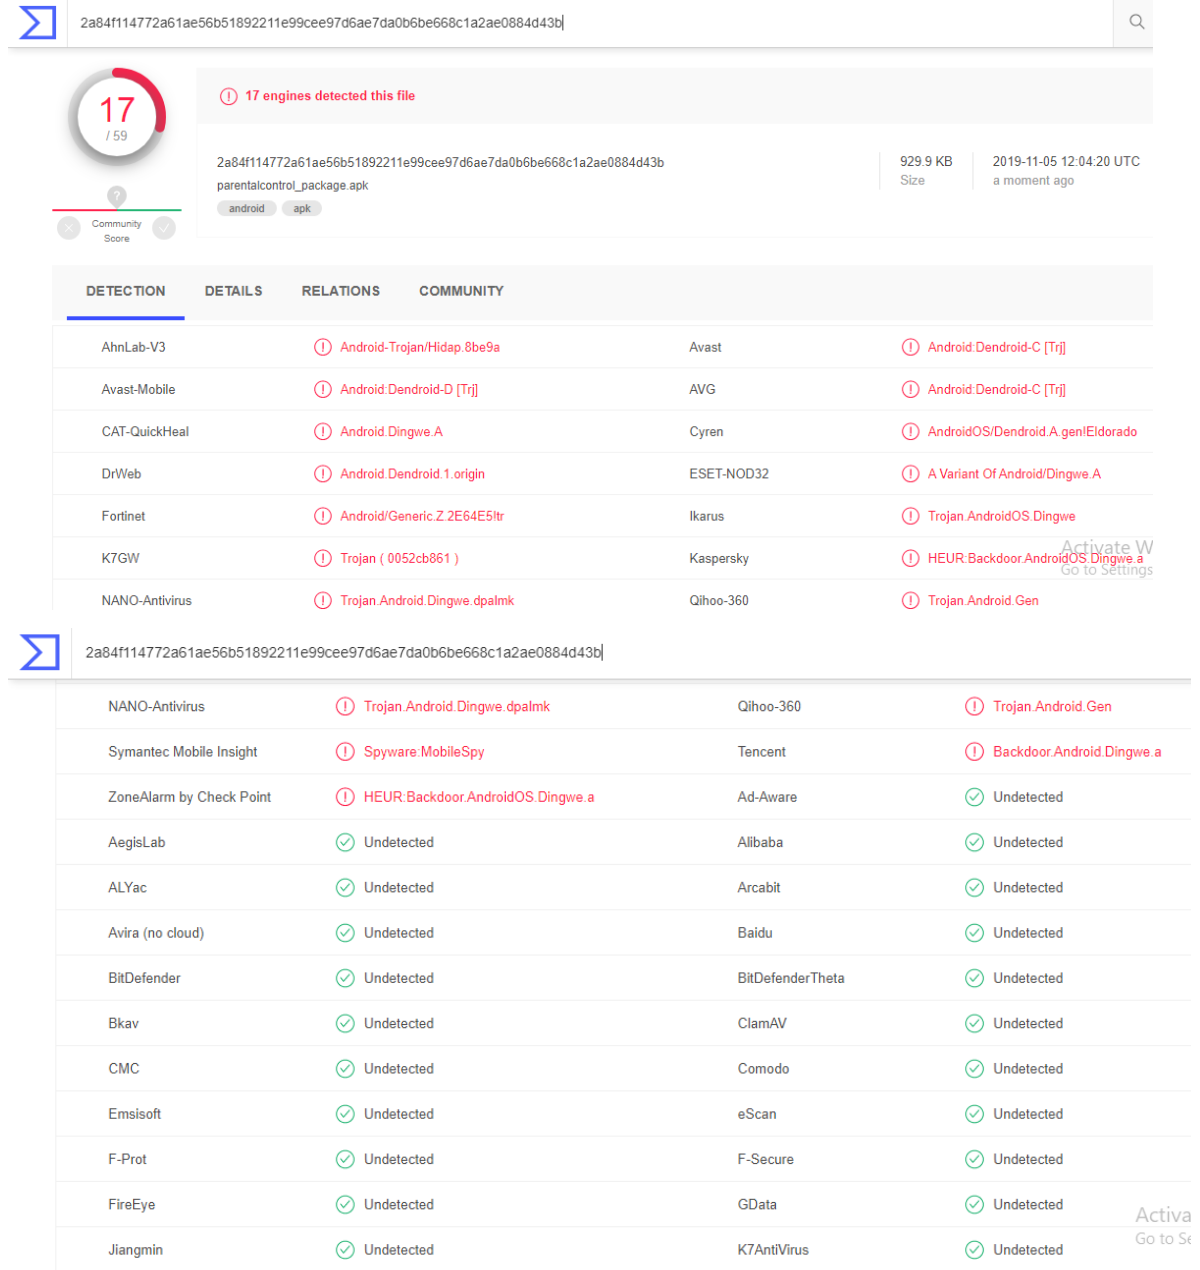 2a84f114772a61ae56b51892211e99cee97d6ae7da0b6be668c1a2ae0884d43b
17
/ 59
17 engines detected this file
2a84f114772a61ae56b51892211e99cee97d6ae7da0b6be668c1a2ae0884d43b
parentalcontrol_package.apk
android apk
929.9 KB
Size
2019-11-05 12:04:20 UTC
a moment ago
?
Community
Score
DETECTION DETAILS RELATIONS COMMUNITY
AhnLab-V3 Android-Trojan/Hidap.8be9a Avast Android:Dendroid-C [Trj]
Avast-Mobile Android:Dendroid-D [Trj] AVG Android:Dendroid-C [Trj]
CAT-QuickHeal Android.Dingwe.A Cyren AndroidOS/Dendroid.A.gen!Eldorado
DrWeb Android.Dendroid.1.origin ESET-NOD32 A Variant Of Android/Dingwe.A
Fortinet Android/Generic.Z.2E64E5!tr Ikarus Trojan.AndroidOS.Dingwe
K7GW Trojan ( 0052cb861 ) Kaspersky HEUR:Backdoor.AndroidOS.Dingwe.a
Activate W
Go to Settings
NANO-Antivirus Trojan.Android.Dingwe.dpalmk Qihoo-360 Trojan.Android.Gen
2a84f114772a61ae56b51892211e99cee97d6ae7da0b6be668c1a2ae0884d43b
NANO-Antivirus Trojan.Android.Dingwe.dpalmk Qihoo-360 Trojan.Android.Gen
Symantec Mobile Insight Spyware:MobileSpy Tencent Backdoor.Android.Dingwe.a
ZoneAlarm by Check Point HEUR:Backdoor.AndroidOS.Dingwe.a Ad-Aware Undetected
AegisLab Undetected Alibaba Undetected
ALYac Undetected Arcabit Undetected
Avira (no cloud) Undetected Baidu Undetected
BitDefender Undetected BitDefenderTheta Undetected
Bkav Undetected ClamAV Undetected
CMC Undetected Comodo Undetected
Emsisoft Undetected eScan Undetected
F-Prot Undetected F-Secure Undetected
FireEye Undetected GData Undetected
Activa
Go to Se
Jiangmin Undetected K7AntiVirus Undetected